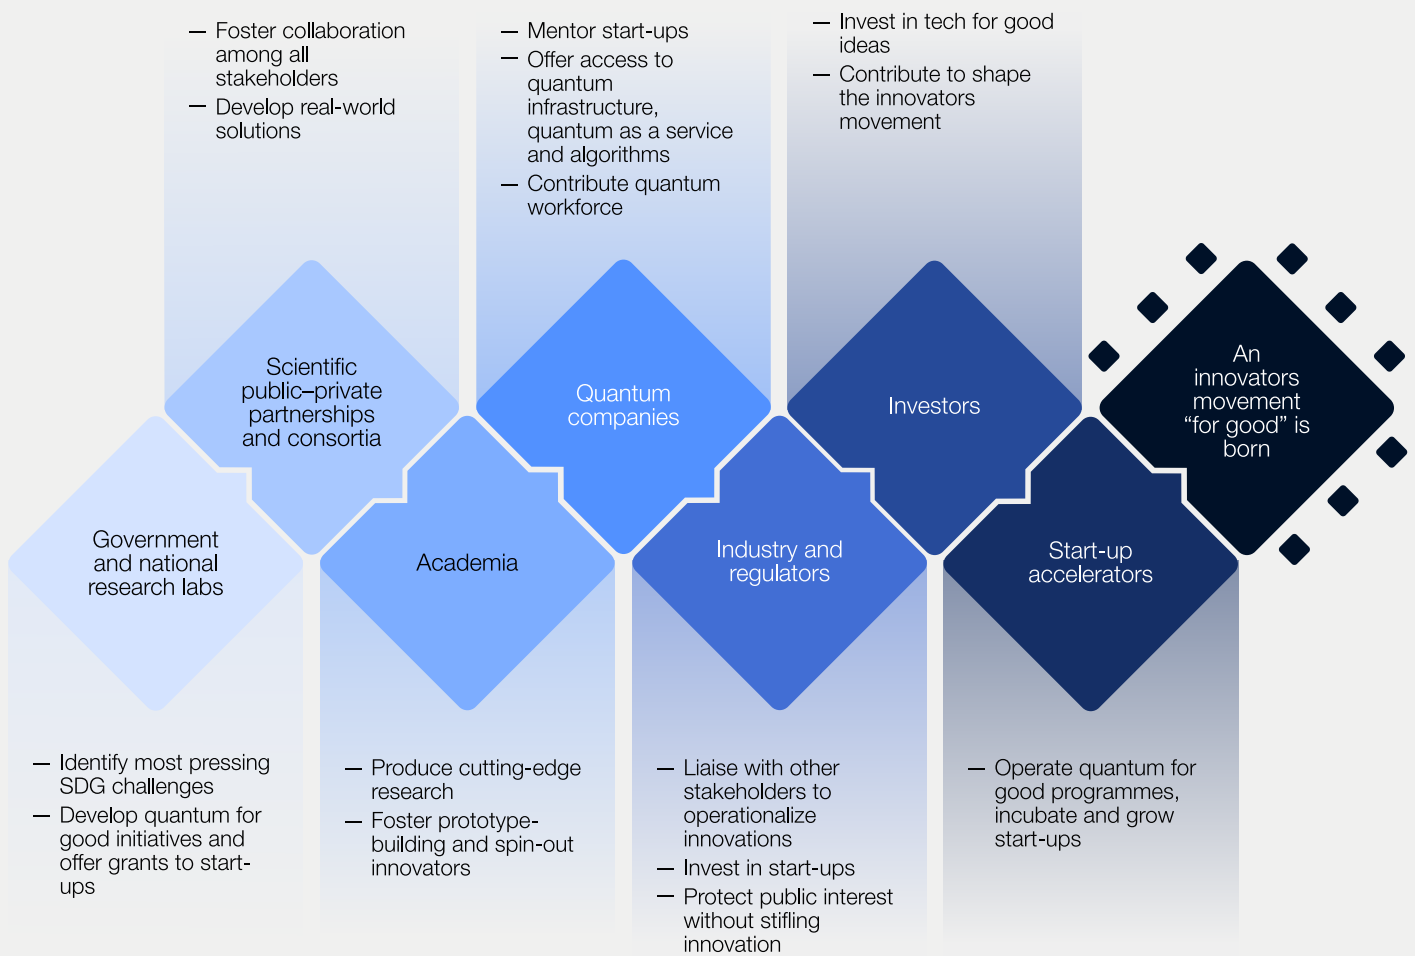 — Foster collaboration
among all
stakeholders
— Develop real-world
solutions
— Mentor start-ups
— Offer access to
quantum
infrastructure,
quantum as a service
and algorithms
— Contribute quantum
workforce
— Invest in tech for good
ideas
— Contribute to shape
the innovators
movement
Scientific
public–private
partnerships
and consortia
Quantum
companies
Investors
An
innovators
movement
“for good” is
born
Government
and national
research labs
Academia
Industry and
regulators
Start-up
accelerators
— Identify most pressing
SDG challenges
— Develop quantum for
good initiatives and
offer grants to start-
ups
— Produce cutting-edge
research
— Foster prototype-
building and spin-out
innovators
— Liaise with other
stakeholders to
operationalize
innovations
— Invest in start-ups
— Protect public interest
without stifling
innovation
— Operate quantum for
good programmes,
incubate and grow
start-ups